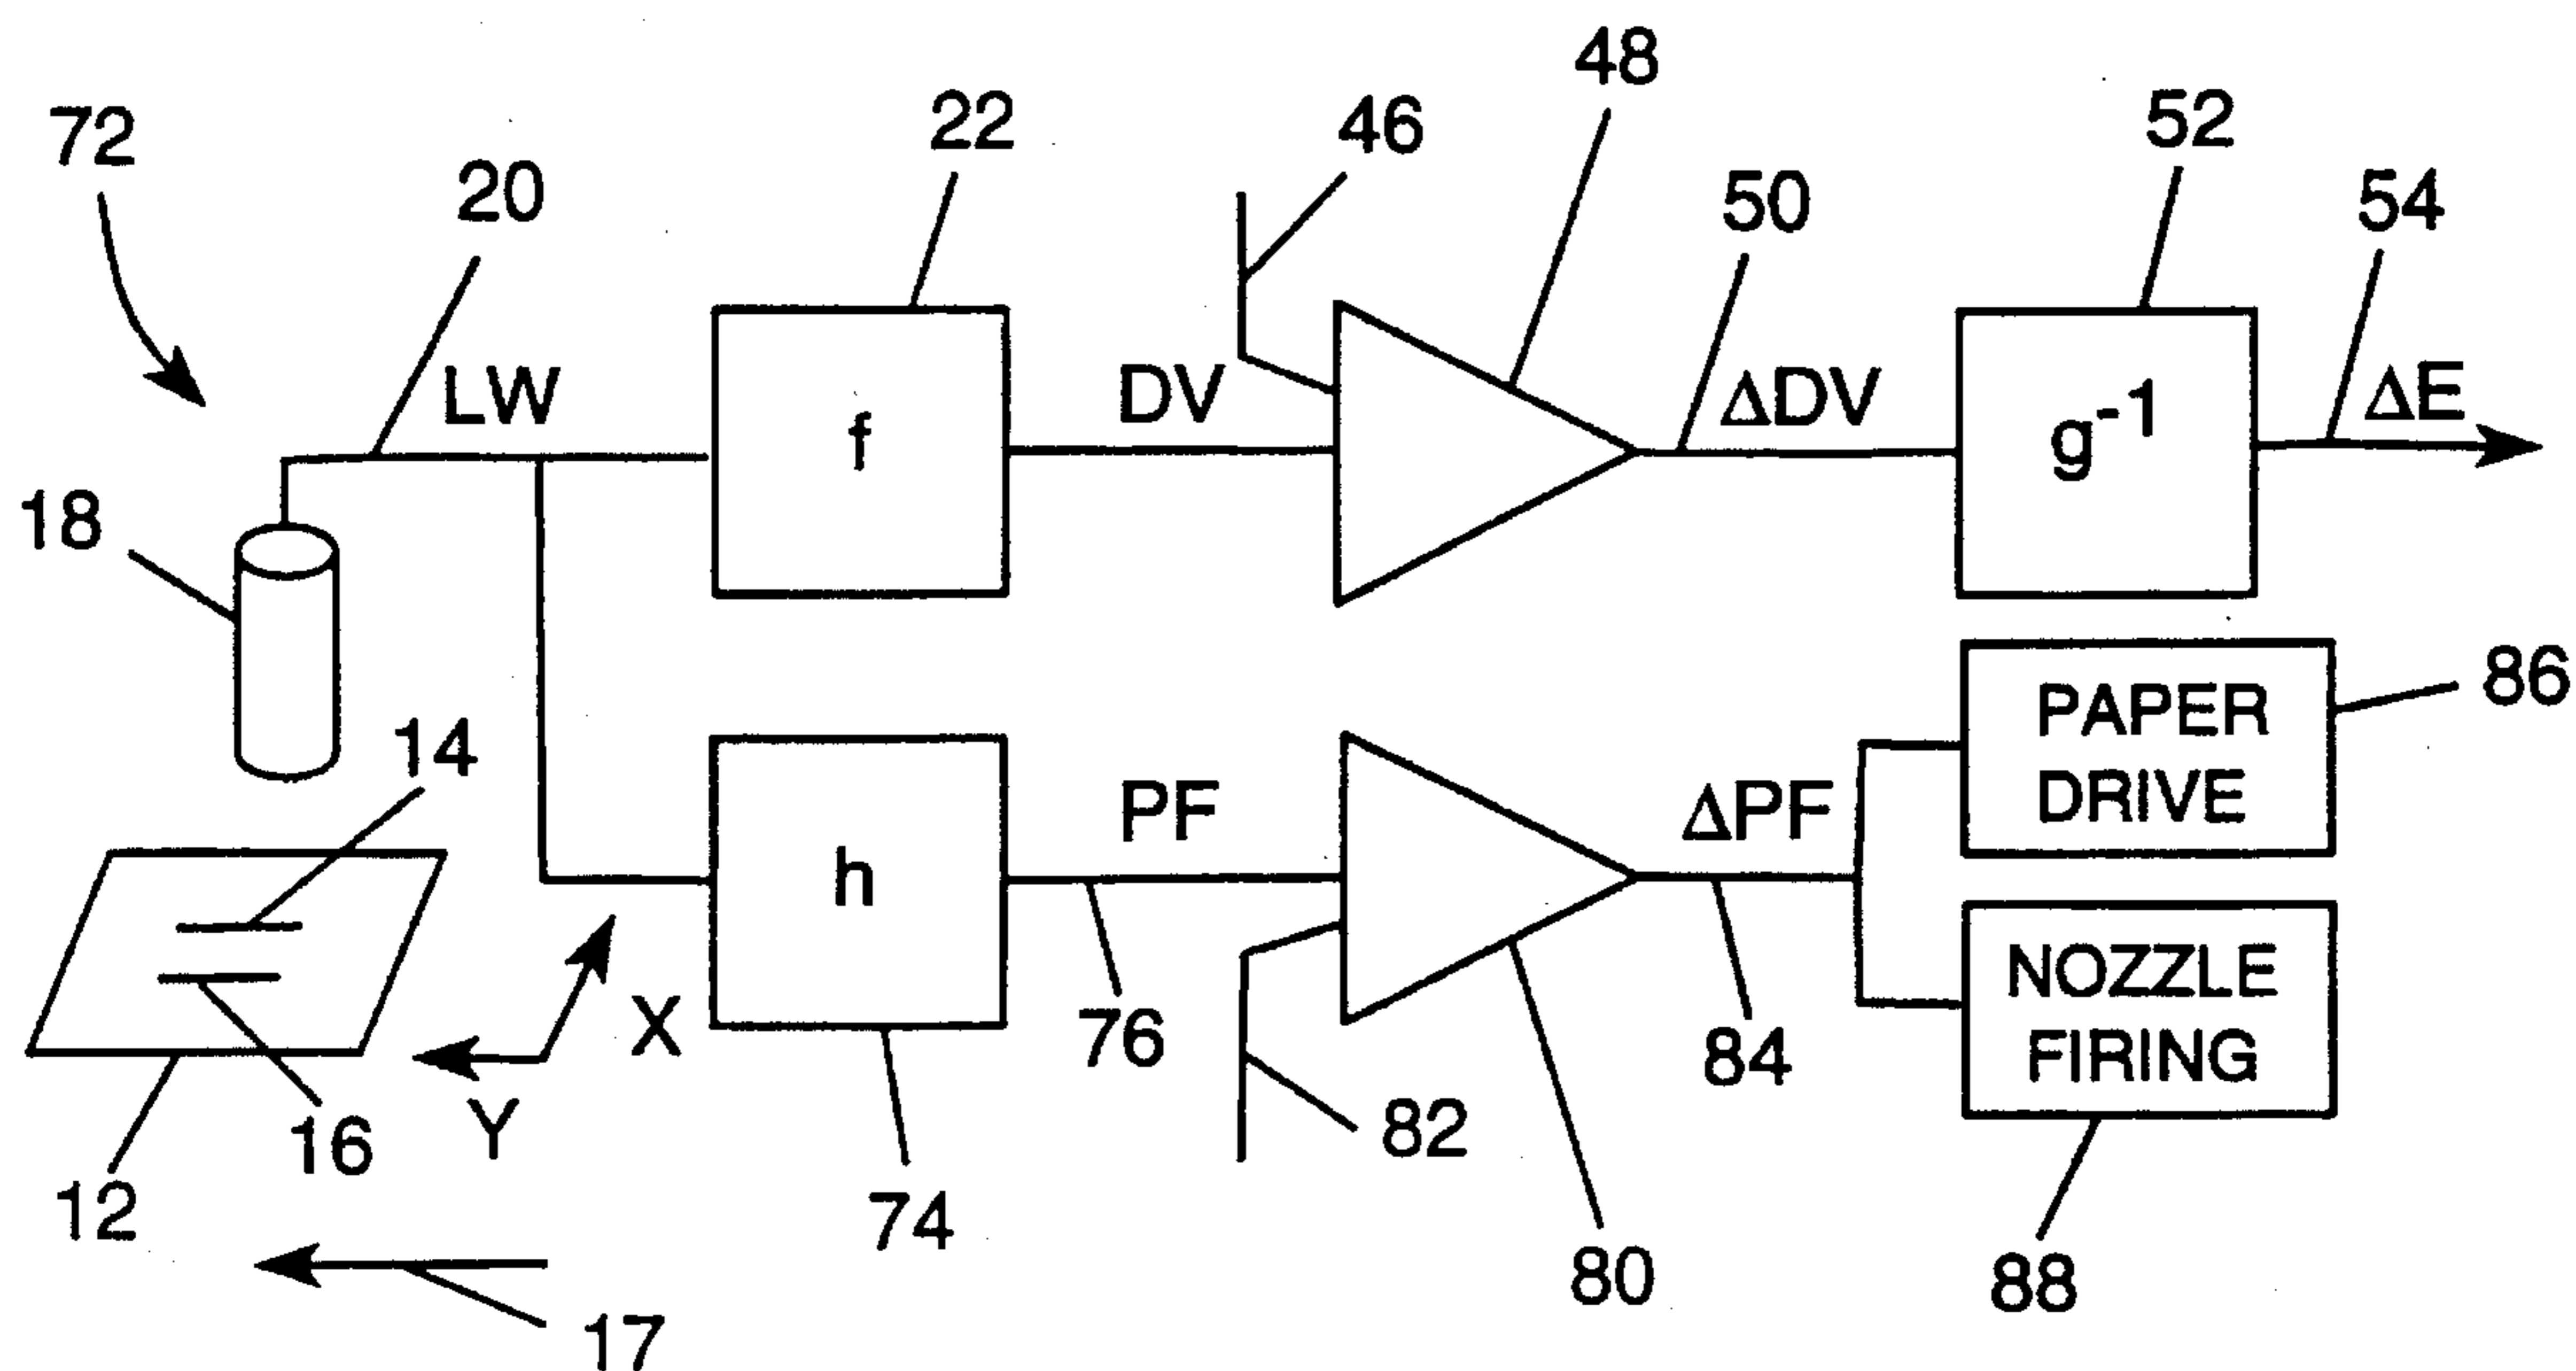 48
22
46
52
72
20
50
54
LW
DV
ΔDV
ΔE
f
g-1
18
14
PAPER
DRIVE
86
PF
ΔPF
h
NOZZLE
FIRING
X
76
84
Y
16
82
12
74
80
88
17